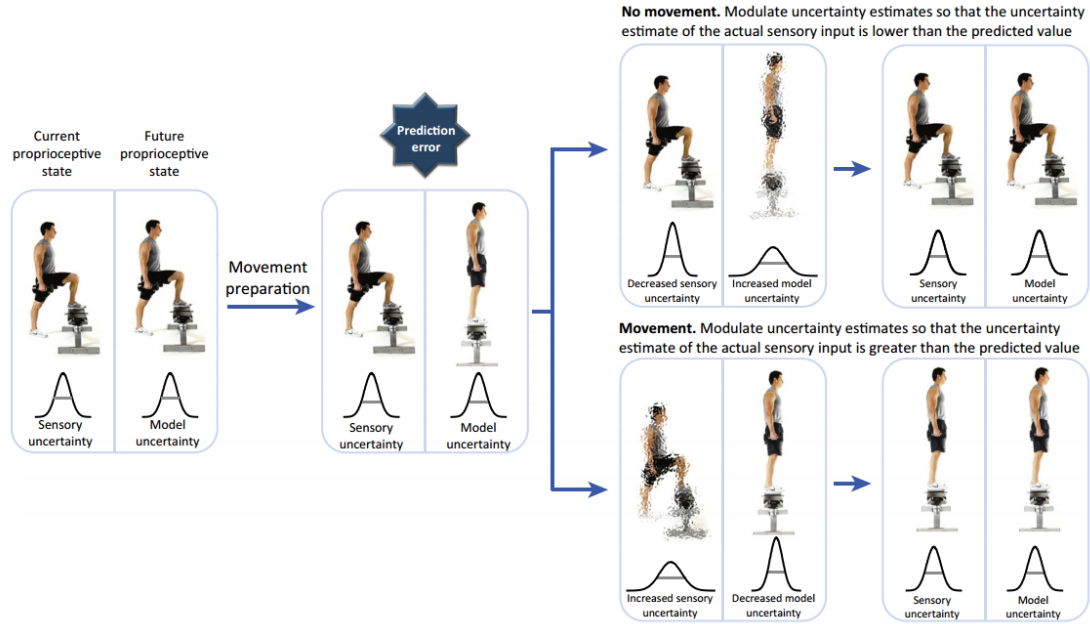 No movement. Modulate uncertainty estimates so that the uncertainty
estimate of the actual sensory input is lower than the predicted value
Current
proprioceptive
state
Future
proprioceptive
state
Prediction
error
Movement
preparation
Sensory
uncertainty
Model
uncertainty
Sensory
uncertainty
Model
uncertainty
Decreased sensory
uncertainty
Increased model
uncertainty
Sensory
uncertainty
Model
uncertainty
Movement. Modulate uncertainty estimates so that the uncertainty
estimate of the actual sensory input is greater than the predicted value
Increased sensory
uncertainty
Decreased model
uncertainty
Sensory
uncertainty
Model
uncertainty